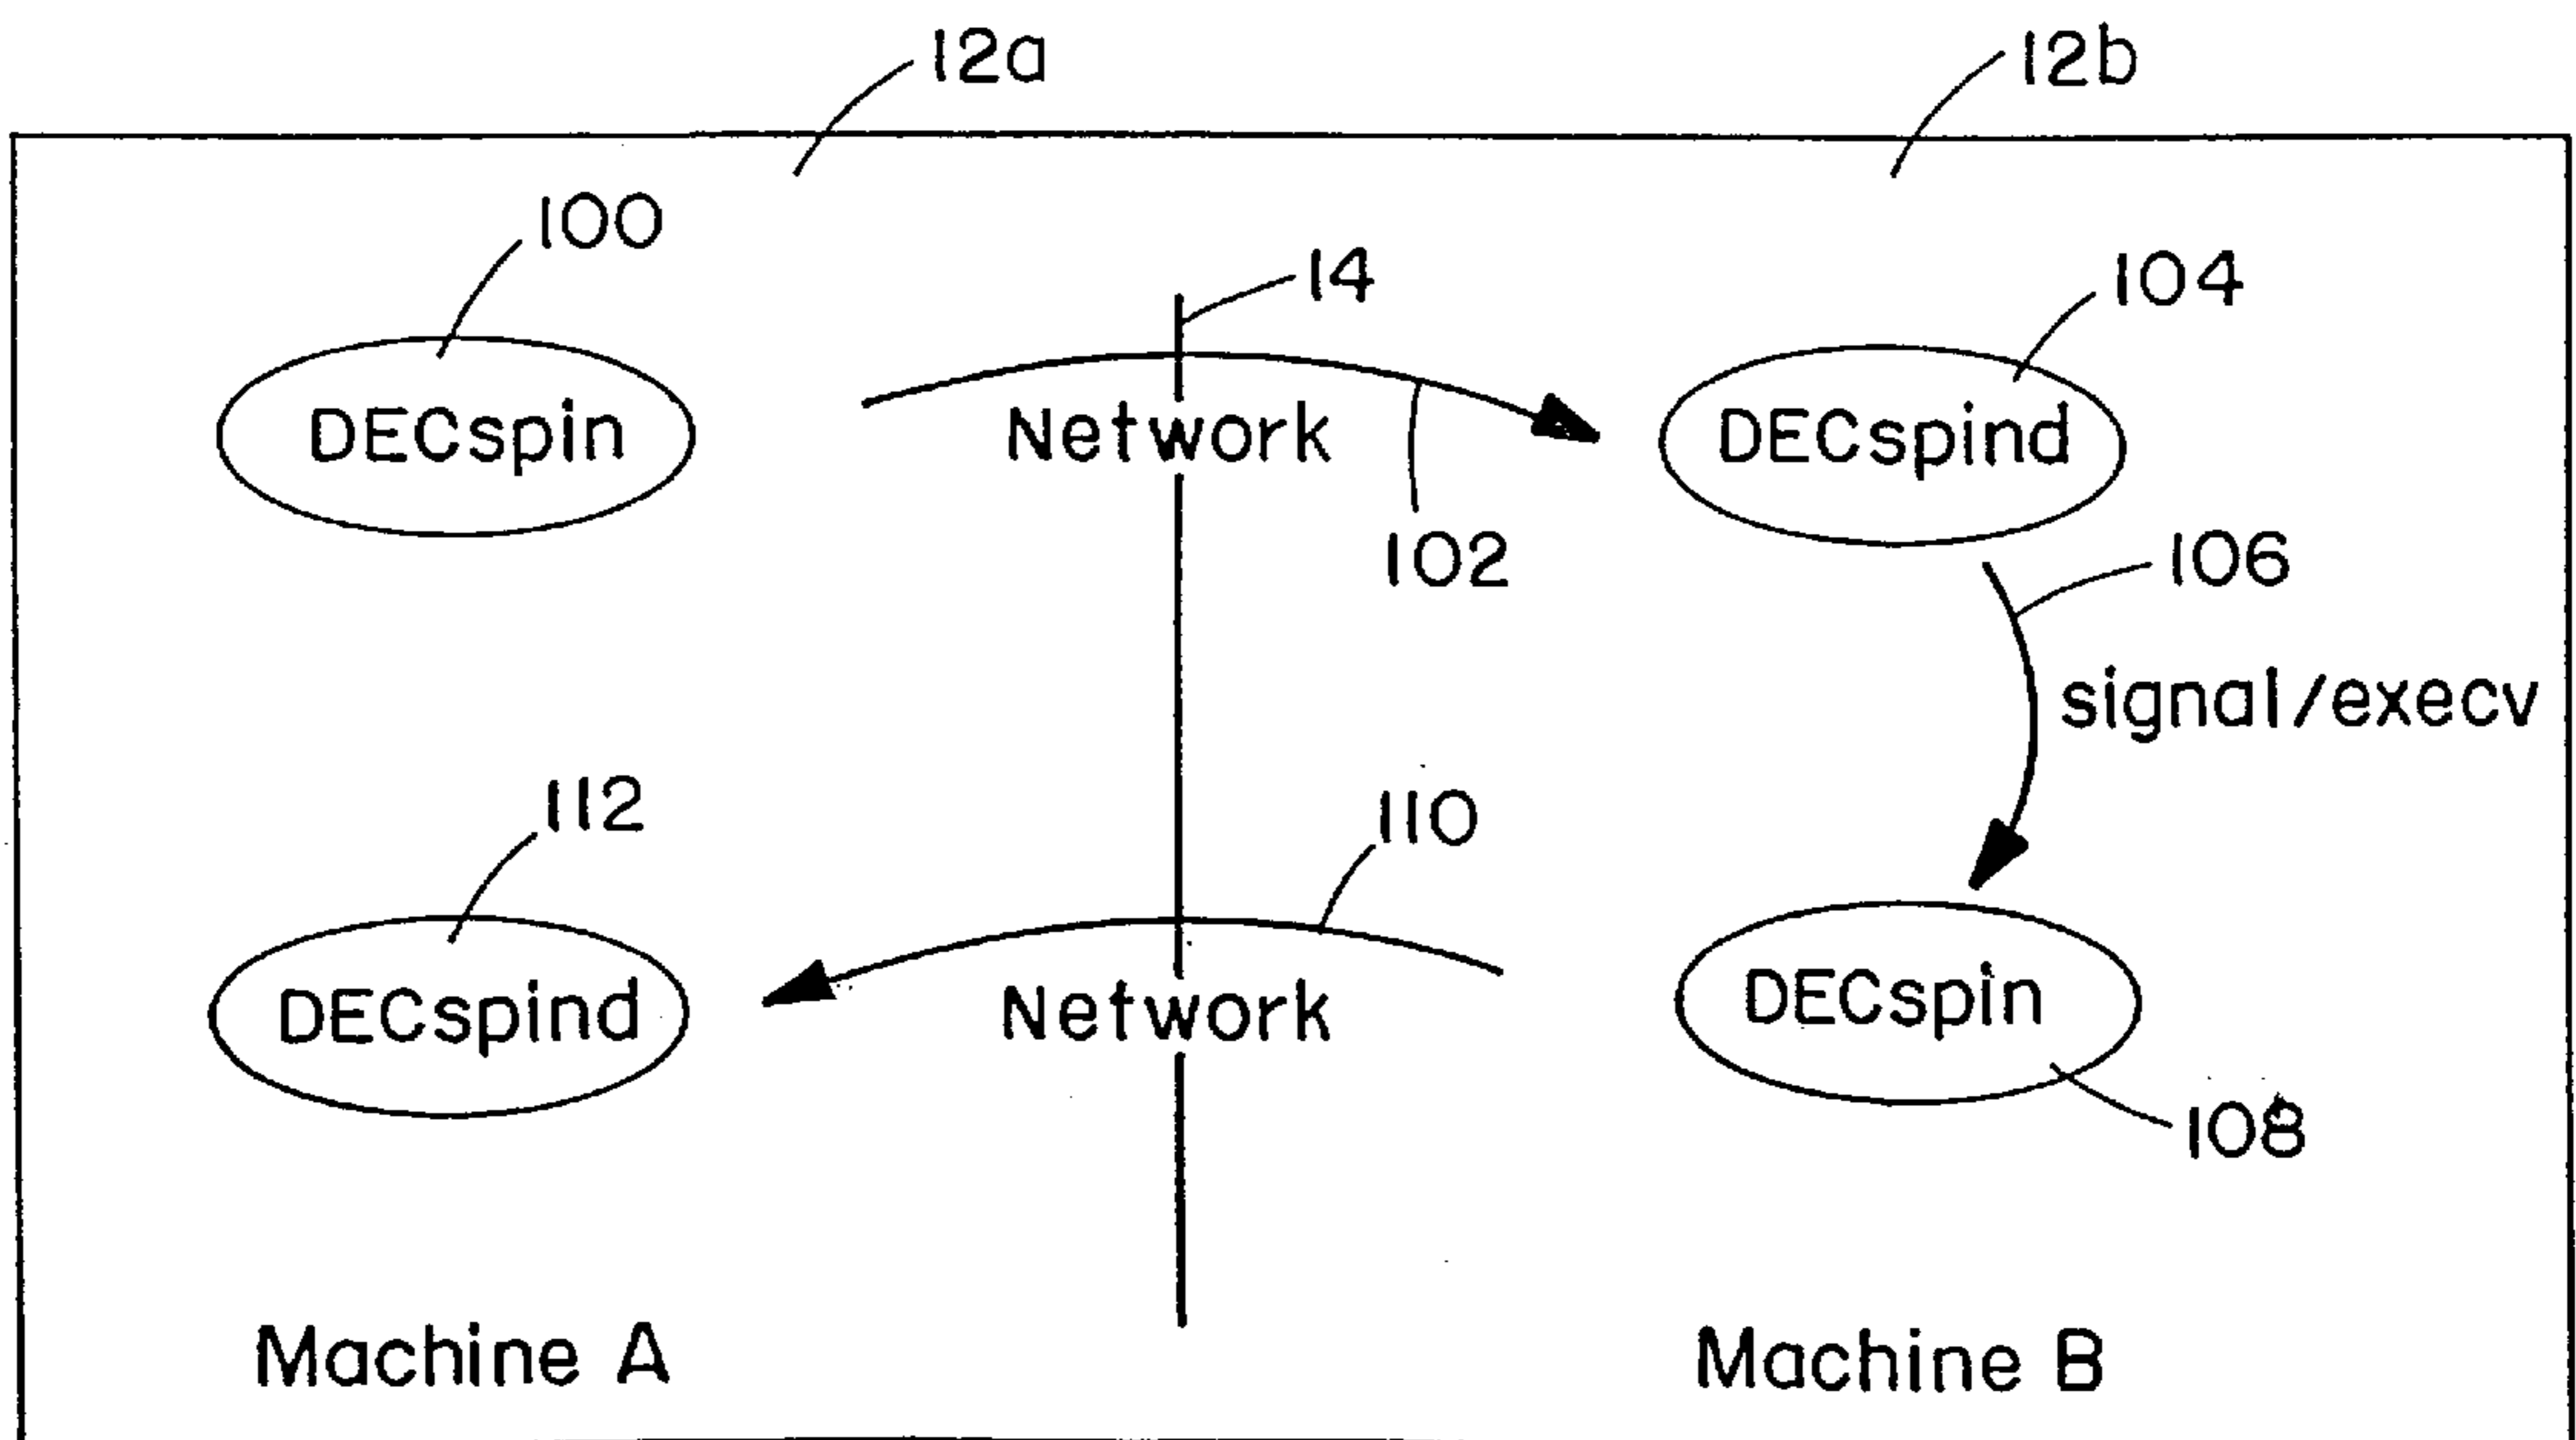 12a
12b
100
14
104
DECspin
Network
DECspind
102
106
signal/execv
112
110
DECspind
Network
DECspin
108
Machine A
Machine B